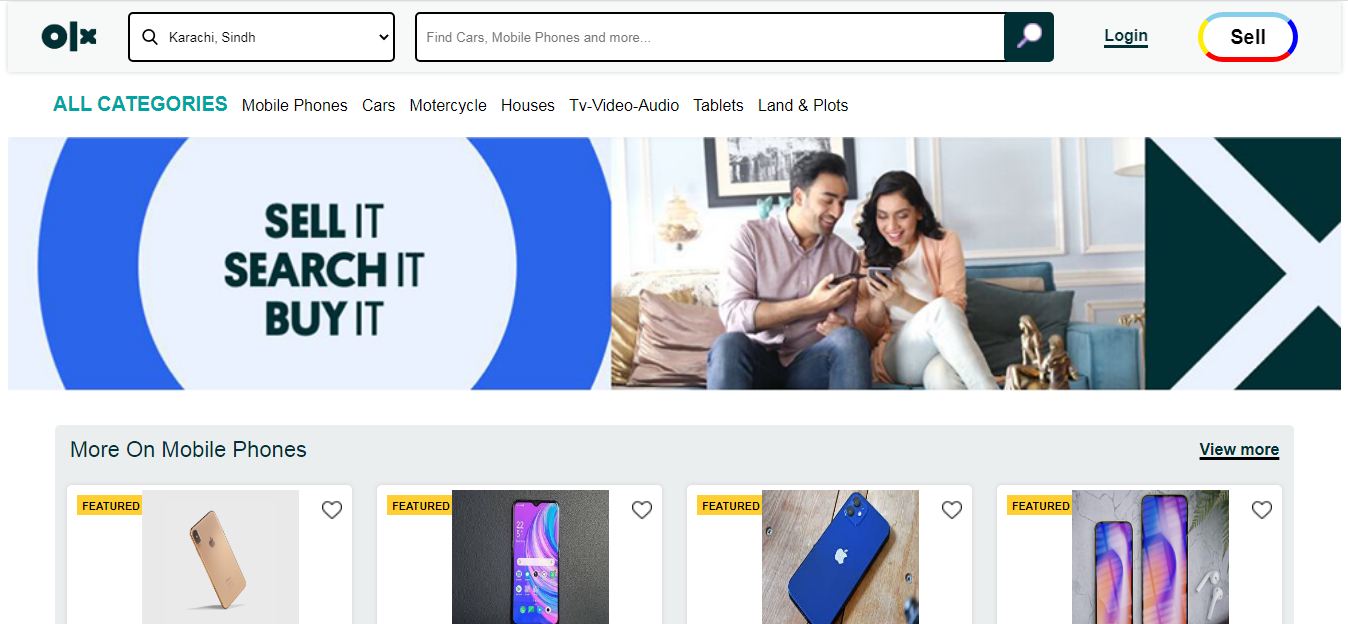 olx
Karachi, Sindh
Find Cars, Mobile Phones and more...
Login
Sell
ALL CATEGORIES Mobile Phones Cars Motercycle Houses Tv-Video-Audio Tablets Land & Plots
SELL IT
SEARCH IT
BUY IT
More On Mobile Phones
View more
FEATURED
FEATURED
FEATURED
FEATURED